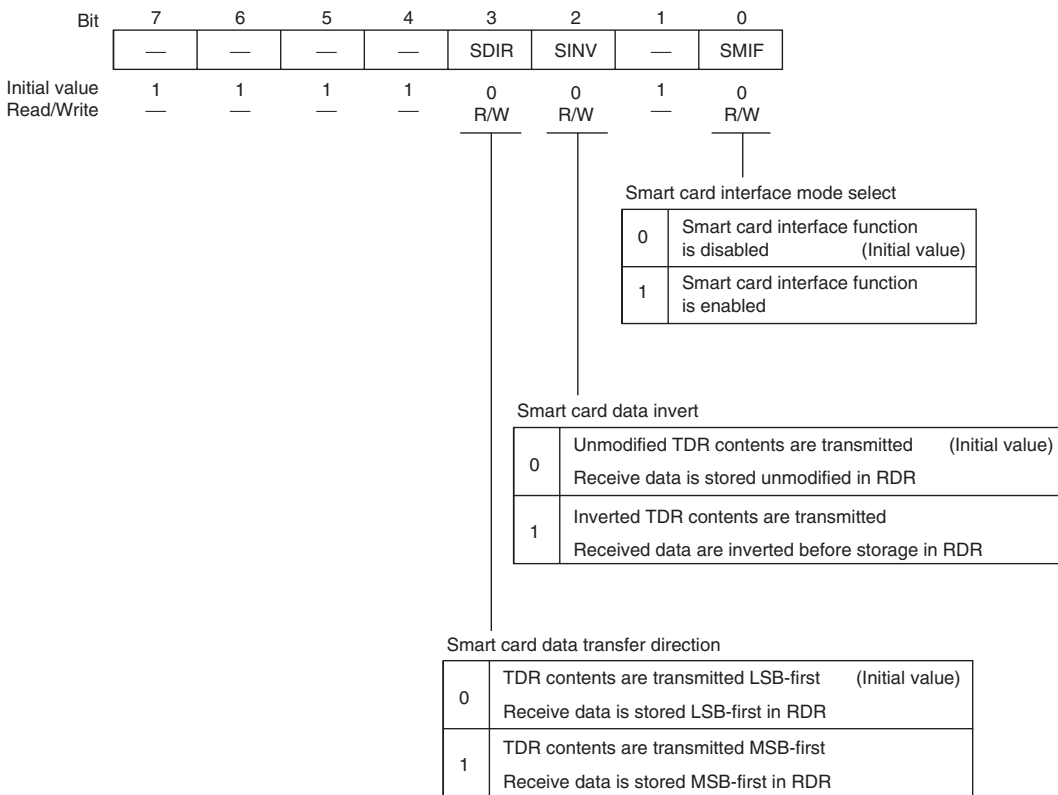 Bit 7 6 5 4 3 2 1 0
— — — — SDIR SINV — SMIF
Initial value 1 1 1 1 0 0 1 0
Read/Write — — — — R/W R/W — R/W
Smart card interface mode select
0 Smart card interface function
is disabled (Initial value)
1 Smart card interface function
is enabled
Smart card data invert
0 Unmodified TDR contents are transmitted (Initial value)
Receive data is stored unmodified in RDR
1 Inverted TDR contents are transmitted
Received data are inverted before storage in RDR
Smart card data transfer direction
0 TDR contents are transmitted LSB-first (Initial value)
Receive data is stored LSB-first in RDR
1 TDR contents are transmitted MSB-first
Receive data is stored MSB-first in RDR